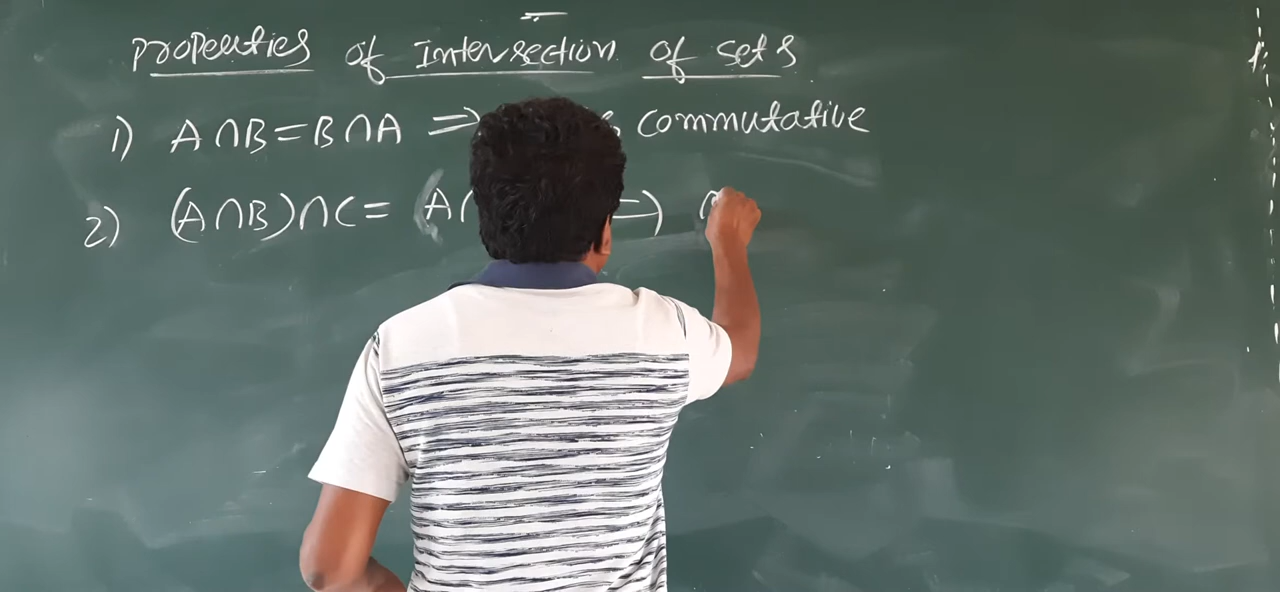 Properties of Intersection of sets
1) A∩B=B∩A ⇒ commutative
2) (A∩B)∩C= (A∩ ⇒ ∩